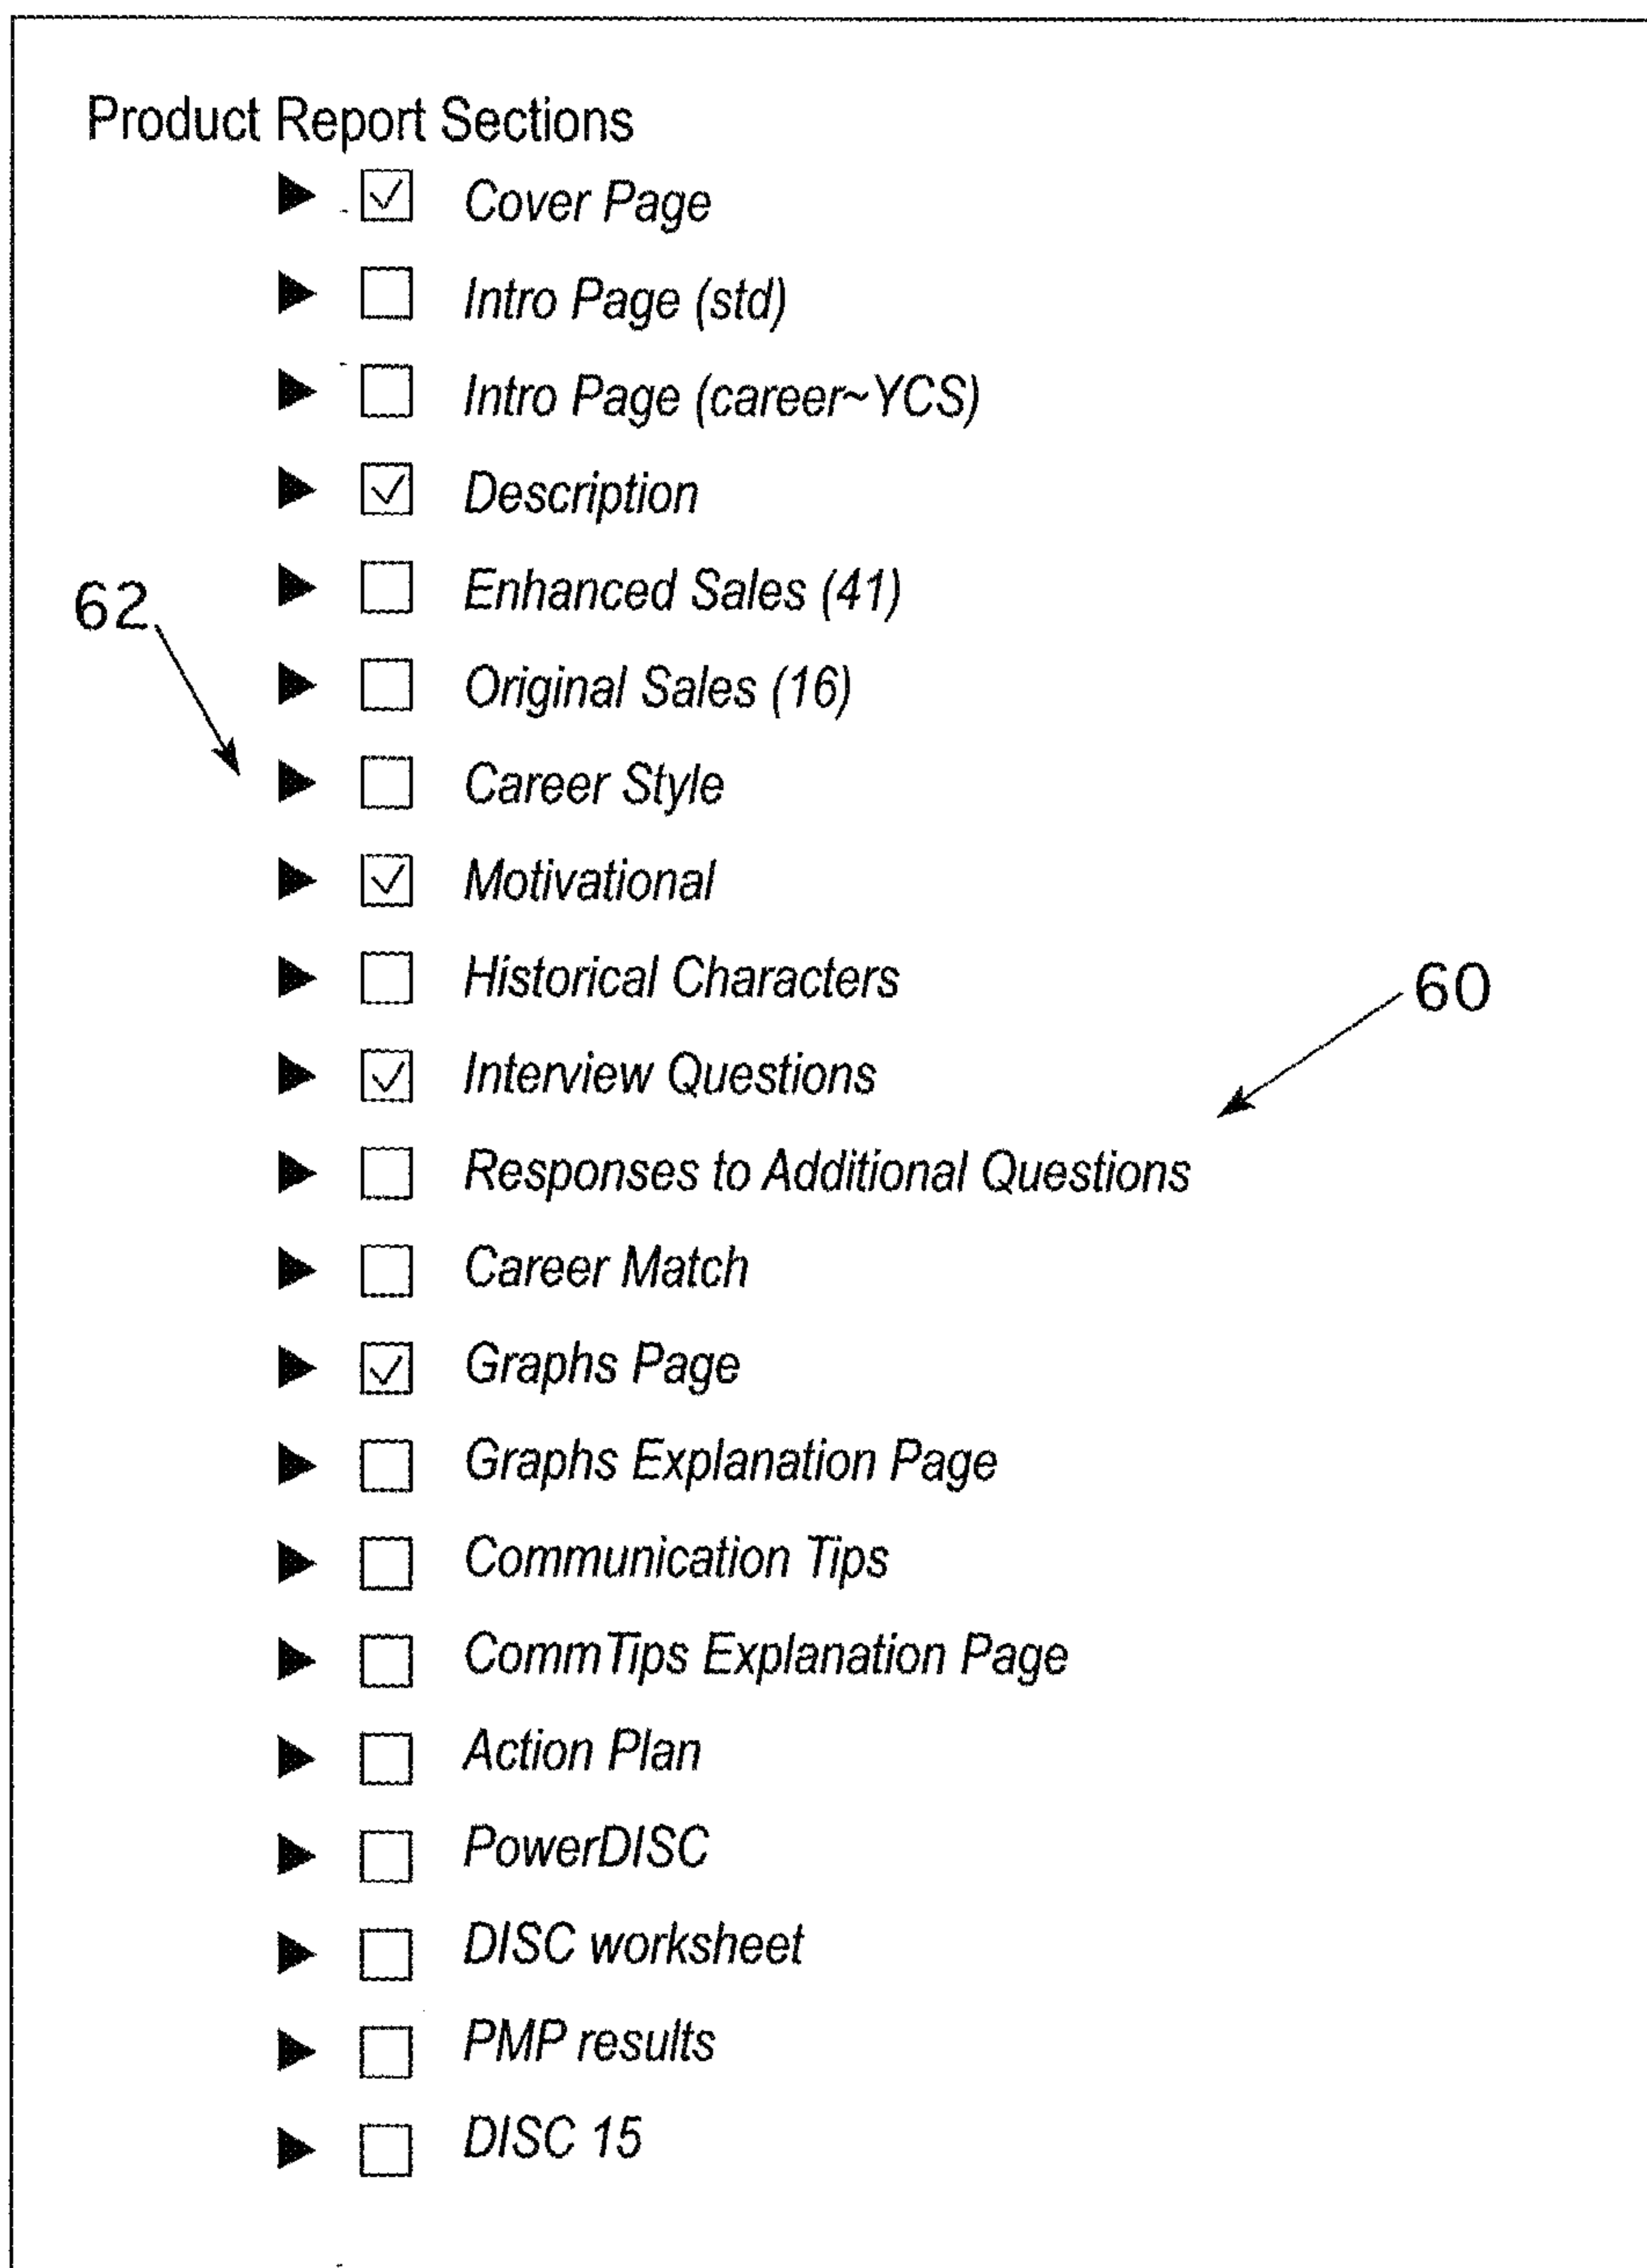 Product Report Sections
Cover Page
Intro Page (std)
Intro Page (career~YCS)
Description
Enhanced Sales (41)
62
Original Sales (16)
Career Style
Motivational
Historical Characters
60
Interview Questions
Responses to Additional Questions
Career Match
Graphs Page
Graphs Explanation Page
Communication Tips
CommTips Explanation Page
Action Plan
PowerDISC
DISC worksheet
PMP results
DISC 15